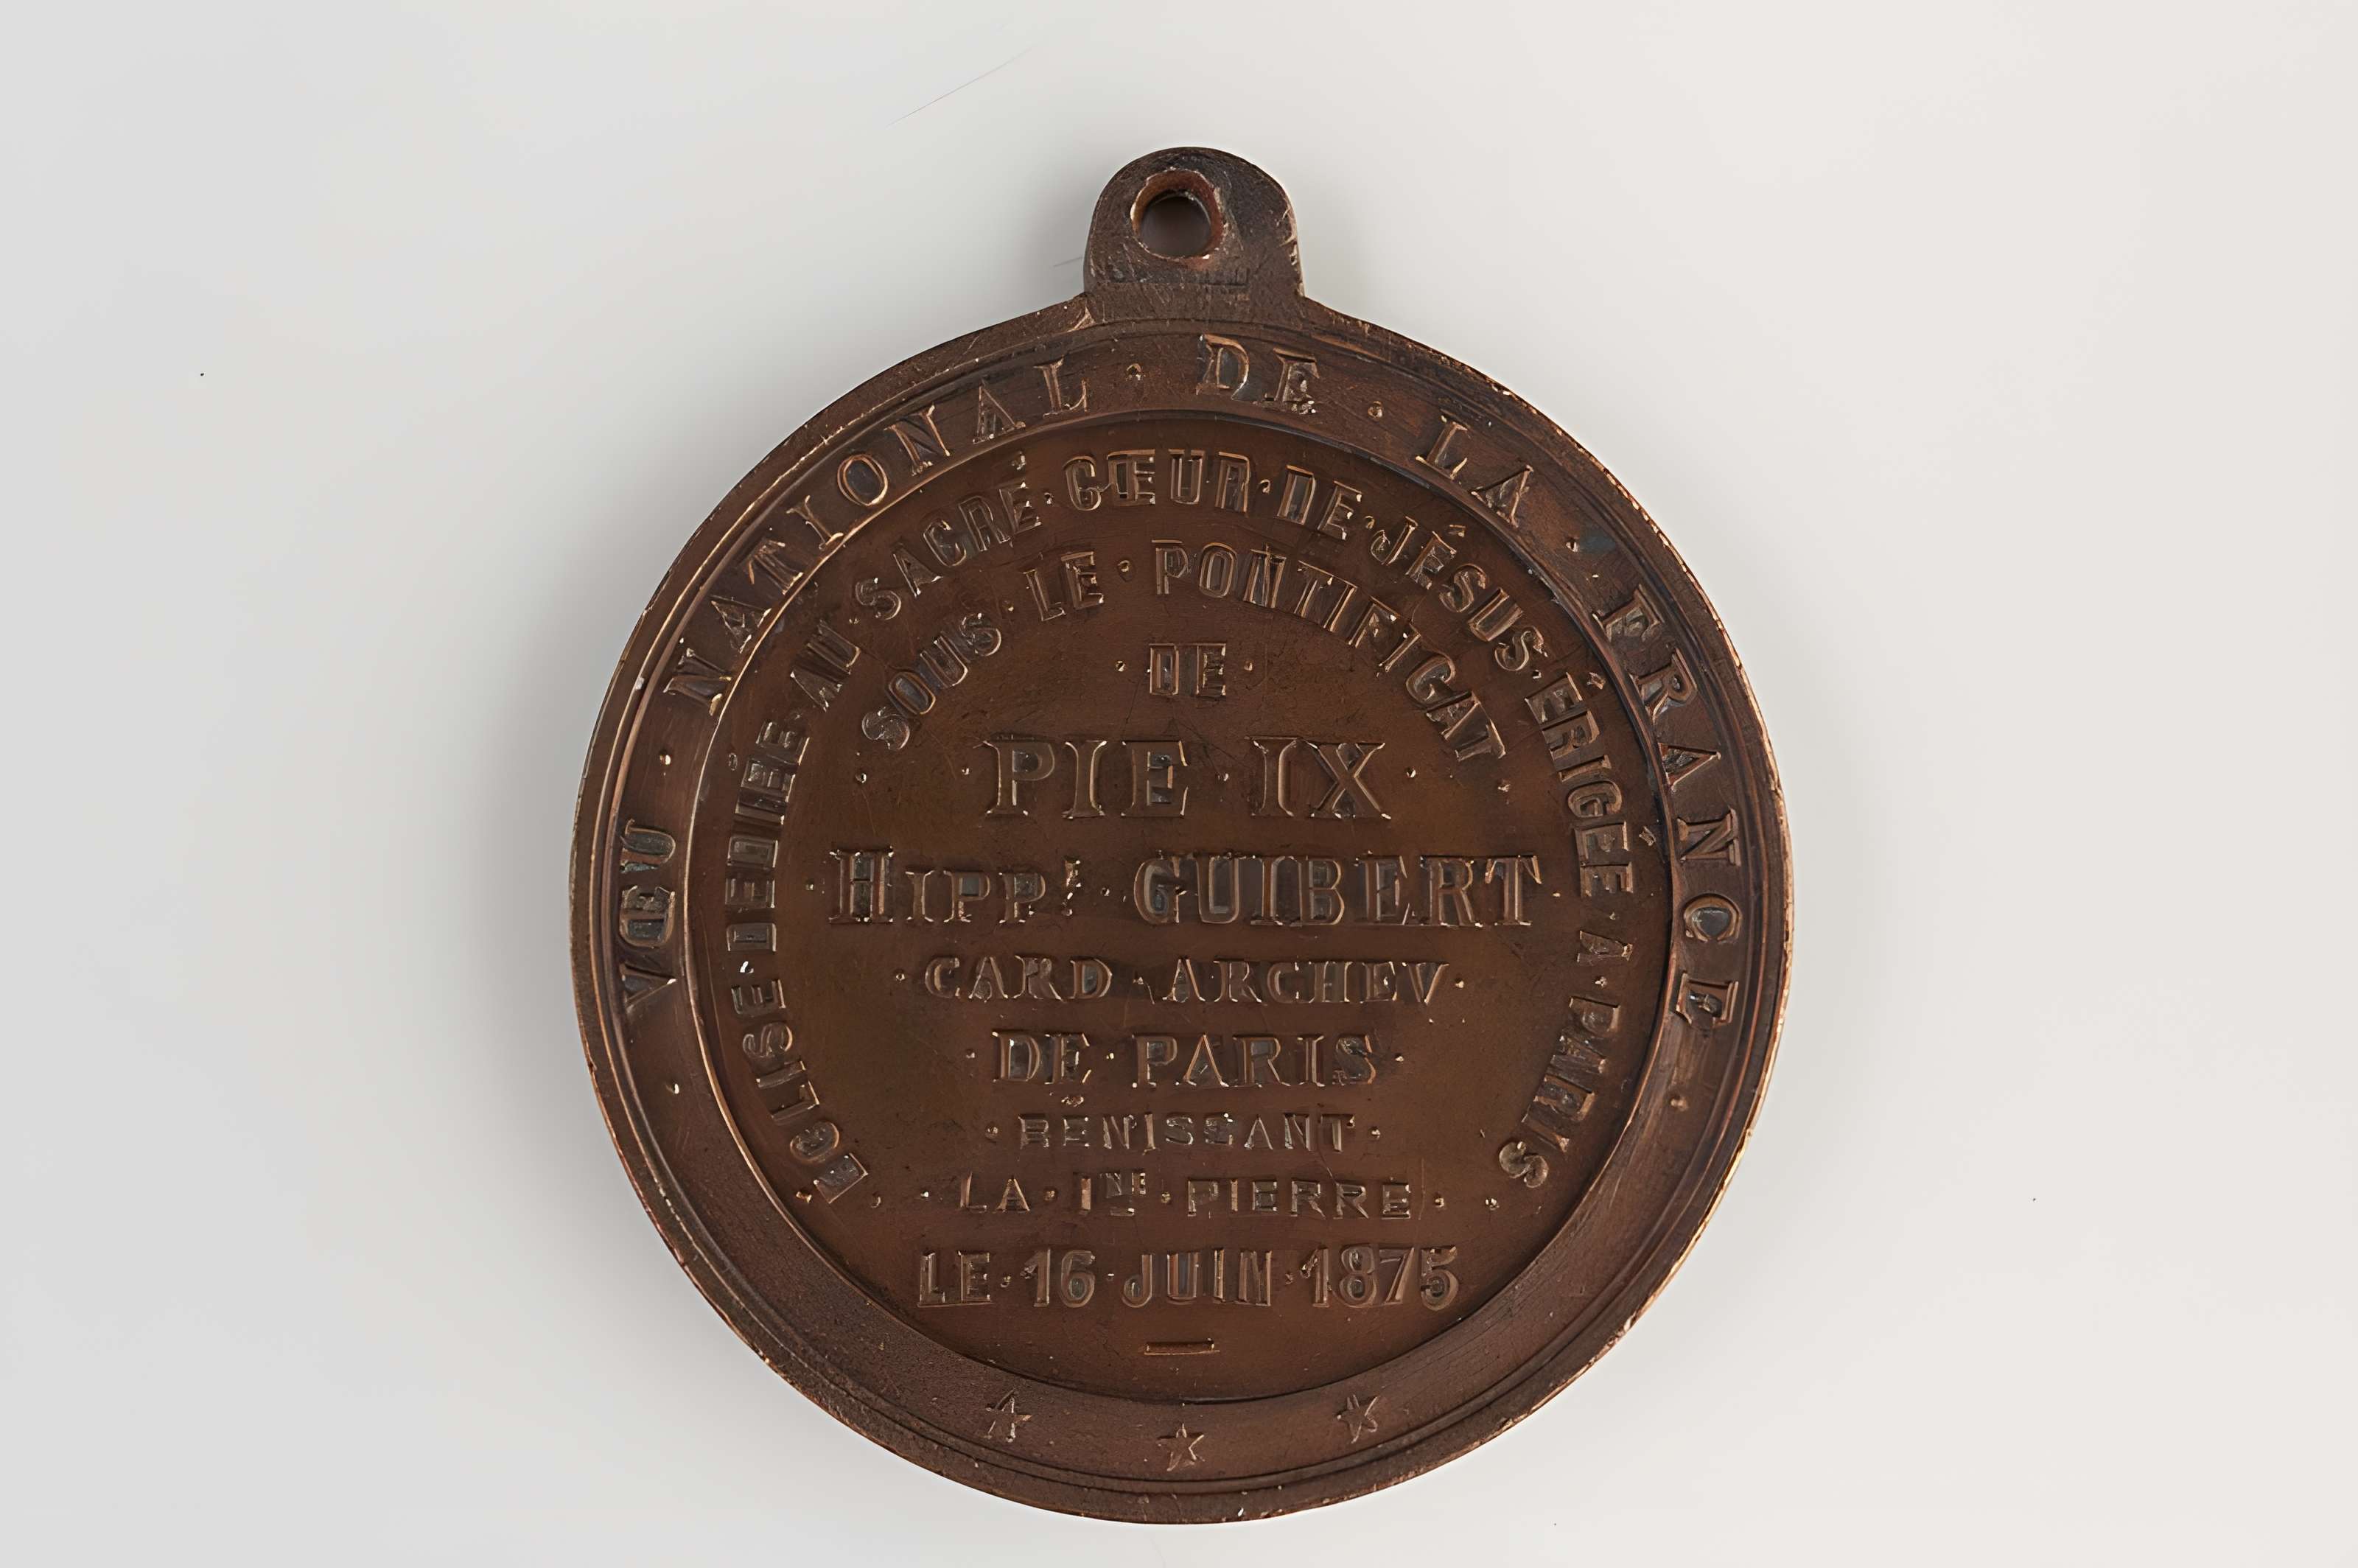 · VŒU · NATIONAL · DE · LA · FRANCE ·
ÉGLISE·DÉDIÉE·AU·SACRÉ·CŒUR·DE·JÉSUS·ÉRIGÉE·A·PARIS
·SOUS·LE·PONTIFICAT·
·DE·
·PIE·IX·
·HIPPTE·GUIBERT·
·CARD·ARCHEV·
·DE·PARIS·
·BÉNISSANT·
·LA·1RE·PIERRE·
LE·16·JUIN·1875